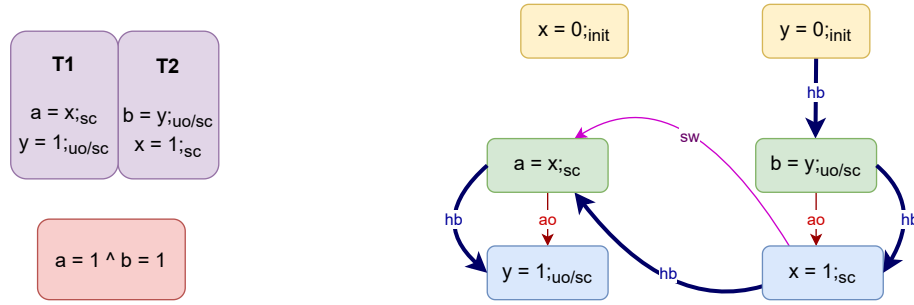 T1
a = x;sc
y = 1;uo/sc
T2
b = y;uo/sc
x = 1;sc
a = 1 ^ b = 1
x = 0;init
y = 0;init
hb
sw
a = x;sc
b = y;uo/sc
hb
ao
ao
hb
y = 1;uo/sc
hb
x = 1;sc